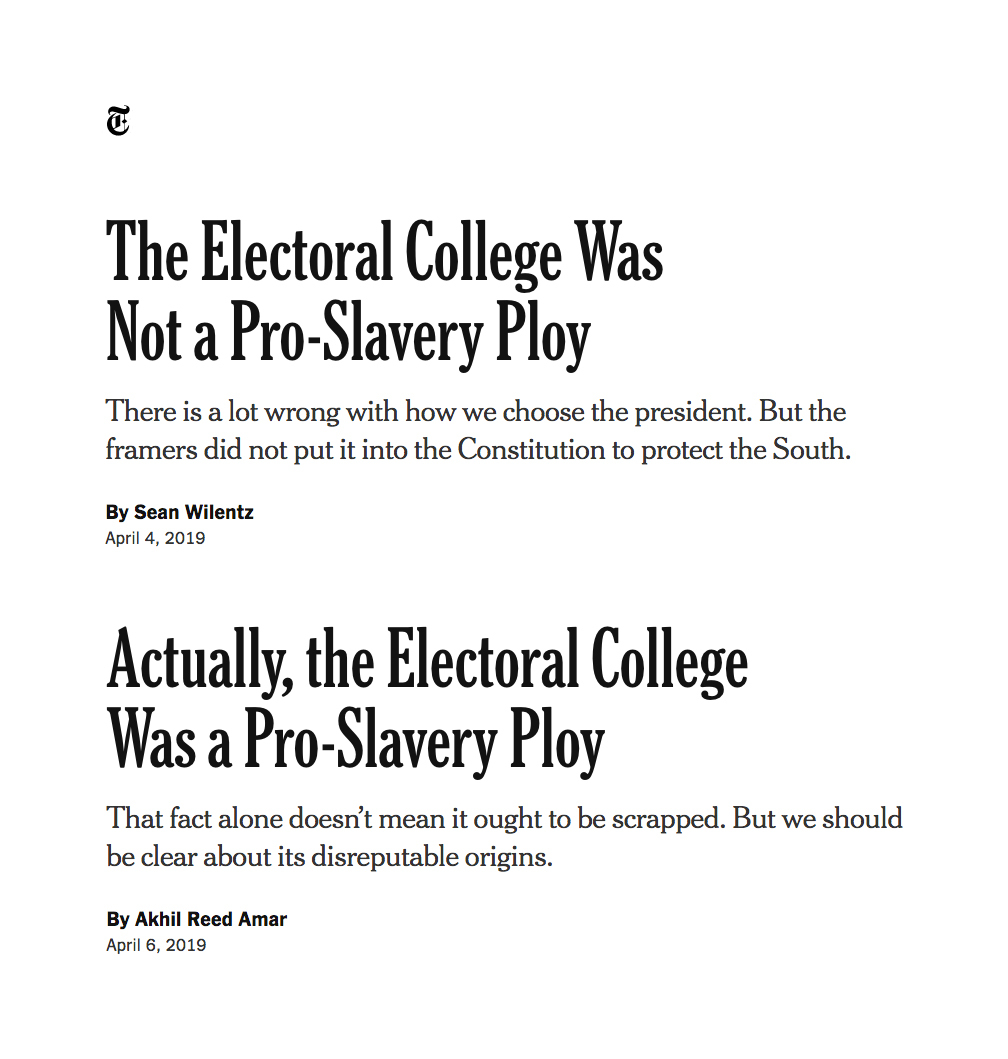 T
The Electoral College Was
Not a Pro-Slavery Ploy
There is a lot wrong with how we choose the president. But the
framers did not put it into the Constitution to protect the South.
By Sean Wilentz
April 4, 2019
Actually, the Electoral College
Was a Pro-Slavery Ploy
That fact alone doesn’t mean it ought to be scrapped. But we should
be clear about its disreputable origins.
By Akhil Reed Amar
April 6, 2019